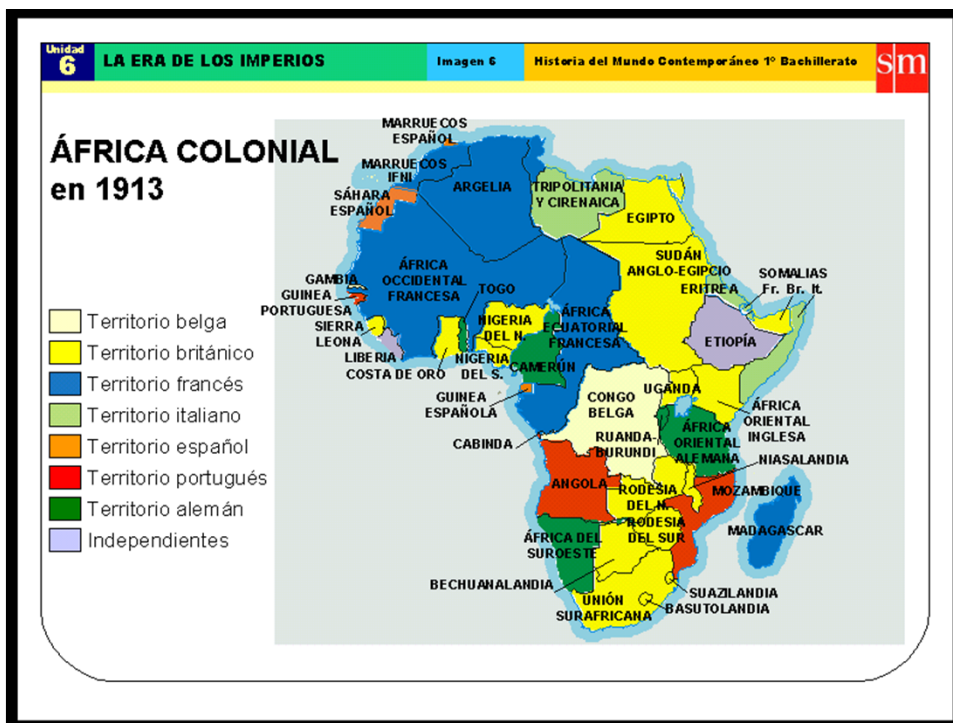 Unidad
6
LA ERA DE LOS IMPERIOS
Imagen 6
Historia del Mundo Contemporáneo 1º Bachillerato
sm
ÁFRICA COLONIAL
en 1913
MARRUECOS
ESPAÑOL
MARRUECOS
IFNI
SÁHARA
ESPAÑOL
ARGELIA
TRIPOLITANIA
Y CIRENAICA
EGIPTO
SUDÁN
ANGLO-EGIPCIO
ERITREA
SOMALIAS
Fr. Br. It.
GAMBIA
GUINEA
PORTUGUESA
SIERRA
LEONA
LIBERIA
COSTA DE ORO
ÁFRICA
OCCIDENTAL
FRANCESA
TOGO
NIGERIA
DEL N.
NIGERIA
DEL S.
ÁFRICA
ECUATORIAL
FRANCESA
CAMERÚN
ETIOPÍA
GUINEA
ESPAÑOLA
CABINDA
CONGO
BELGA
UGANDA
RUANDA-
BURUNDI
ÁFRICA
ORIENTAL
INGLESA
ÁFRICA
ORIENTAL
ALEMANA
NIASALANDIA
ANGOLA
RODESIA
DEL N.
MOZAMBIQUE
RODESIA
DEL SUR
MADAGASCAR
ÁFRICA DEL
SUROESTE
BECHUANALANDIA
UNIÓN
SURAFRICANA
SUAZILANDIA
BASUTOLANDIA
Territorio belga
Territorio británico
Territorio francés
Territorio italiano
Territorio español
Territorio portugués
Territorio alemán
Independientes